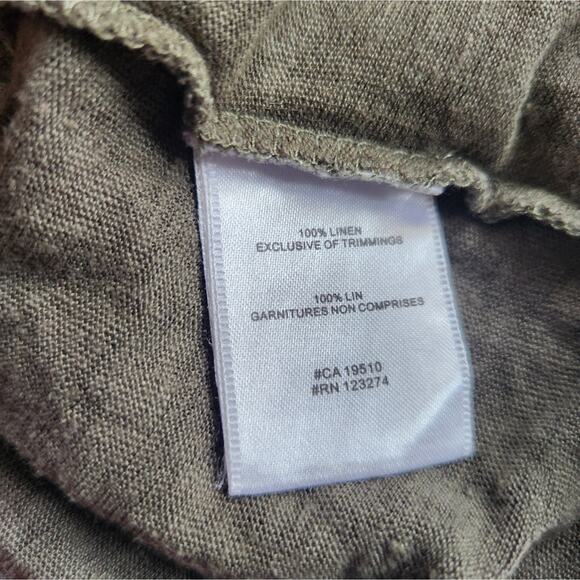 100% LINEN
EXCLUSIVE OF TRIMMINGS
100% LIN
GARNITURES NON COMPRISES
#CA 19510
#RN 123274